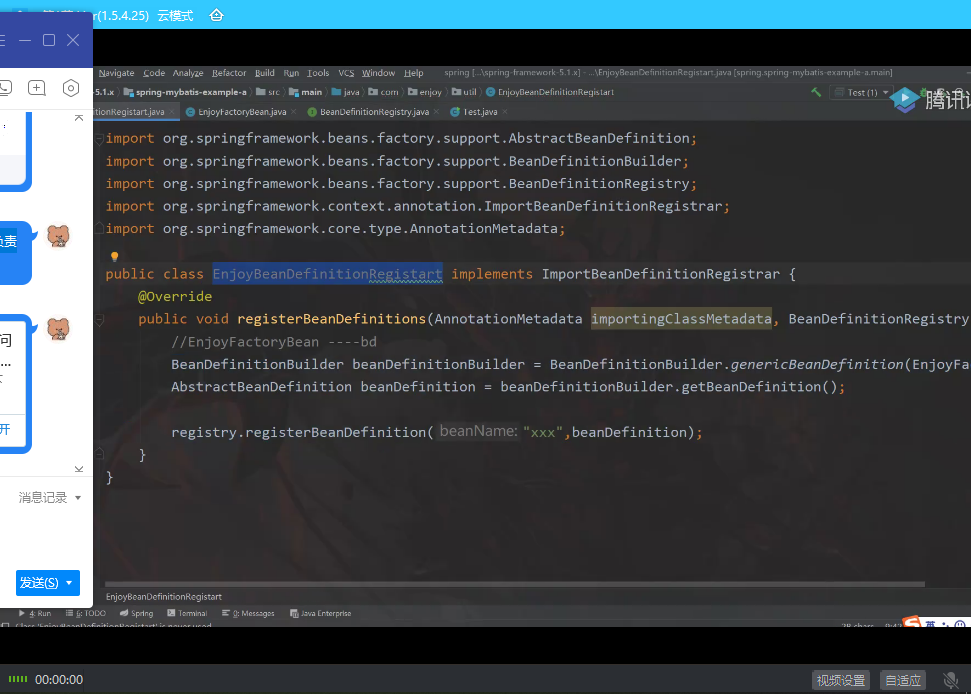 (1.5.4.25) 云模式
Navigate Code Analyze Refactor Build Run Tools VCS Window Help spring [...\spring-framework-5.1.x] - ...\EnjoyBeanDefinitionRegistart.java [spring.spring-mybatis-example-a.main]
5.1.x spring-mybatis-example-a src main java com enjoy util EnjoyBeanDefinitionRegistart Test (1)
腾讯
tionRegistart.java × EnjoyFactoryBean.java × BeanDefinitionRegistry.java × Test.java ×
import org.springframework.beans.factory.support.AbstractBeanDefinition;
import org.springframework.beans.factory.support.BeanDefinitionBuilder;
import org.springframework.beans.factory.support.BeanDefinitionRegistry;
import org.springframework.context.annotation.ImportBeanDefinitionRegistrar;
import org.springframework.core.type.AnnotationMetadata;
public class EnjoyBeanDefinitionRegistart implements ImportBeanDefinitionRegistrar {
@Override
public void registerBeanDefinitions(AnnotationMetadata importingClassMetadata, BeanDefinitionRegistry
//EnjoyFactoryBean ----bd
BeanDefinitionBuilder beanDefinitionBuilder = BeanDefinitionBuilder.genericBeanDefinition(EnjoyFa
AbstractBeanDefinition beanDefinition = beanDefinitionBuilder.getBeanDefinition();
registry.registerBeanDefinition( beanName: "xxx",beanDefinition);
}
}
负责
问
...
开
消息记录
发送(S)
EnjoyBeanDefinitionRegistart
4: Run 6: TODO Spring Terminal 0: Messages Java Enterprise
Class 'EnjoyBeanDefinitionRegistart' is never used
28 chars
英
00:00:00
视频设置 自适应